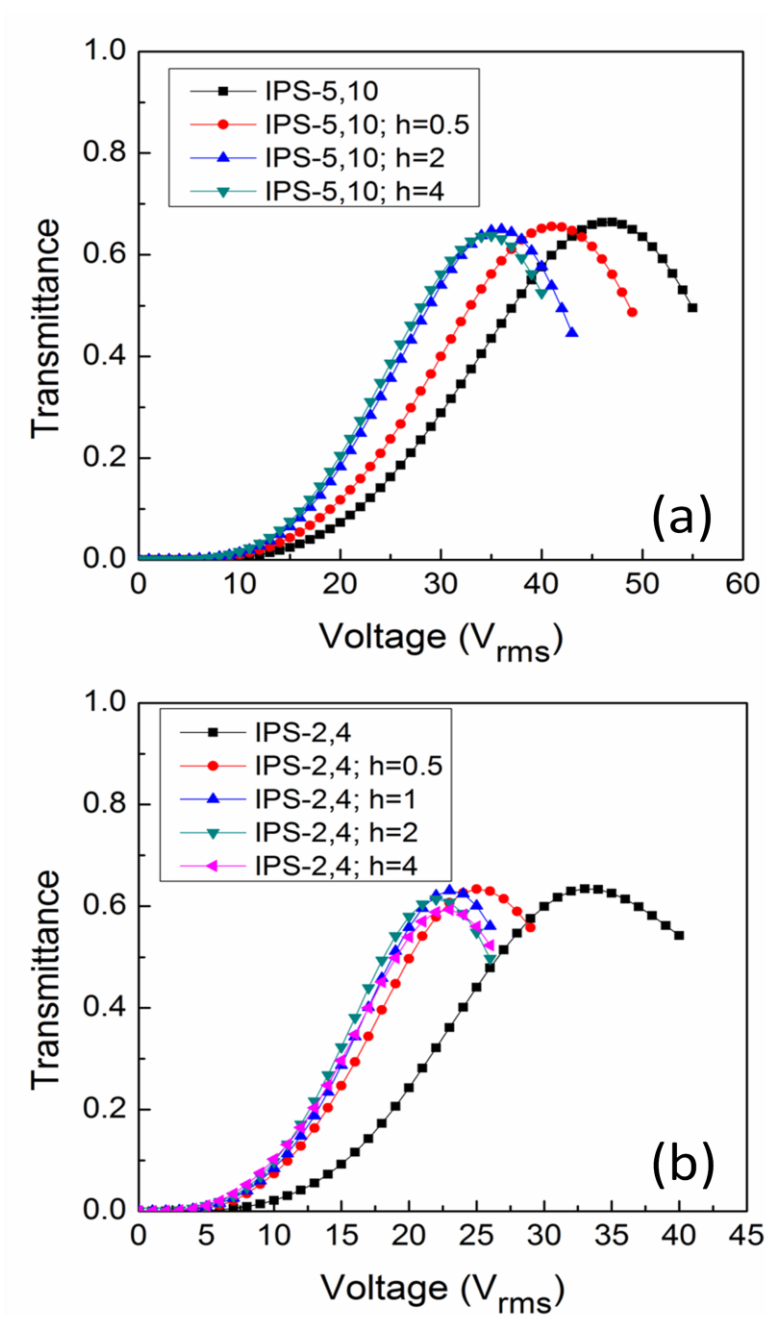 1.0
0.8
0.6
0.4
0.2
0.0
Transmittance
IPS-5,10
IPS-5,10; h=0.5
IPS-5,10; h=2
IPS-5,10; h=4
(a)
0 10 20 30 40 50 60
Voltage (Vrms)
1.0
0.8
0.6
0.4
0.2
0.0
Transmittance
IPS-2,4
IPS-2,4; h=0.5
IPS-2,4; h=1
IPS-2,4; h=2
IPS-2,4; h=4
(b)
0 5 10 15 20 25 30 35 40 45
Voltage (Vrms)